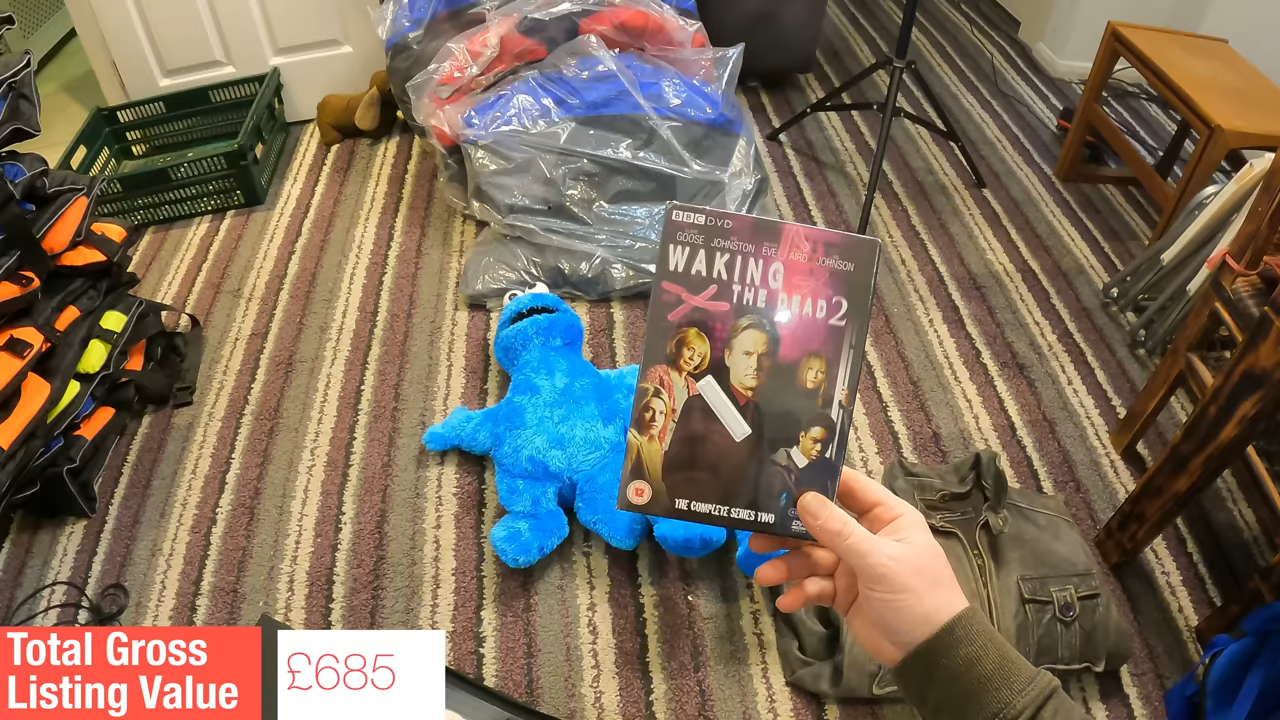 BBC DVD
GOOSE JOHNSTON EVE AIRD JOHNSON
WAKING
THE DEAD 2
12
THE COMPLETE SERIES TWO
Total Gross
Listing Value
£685